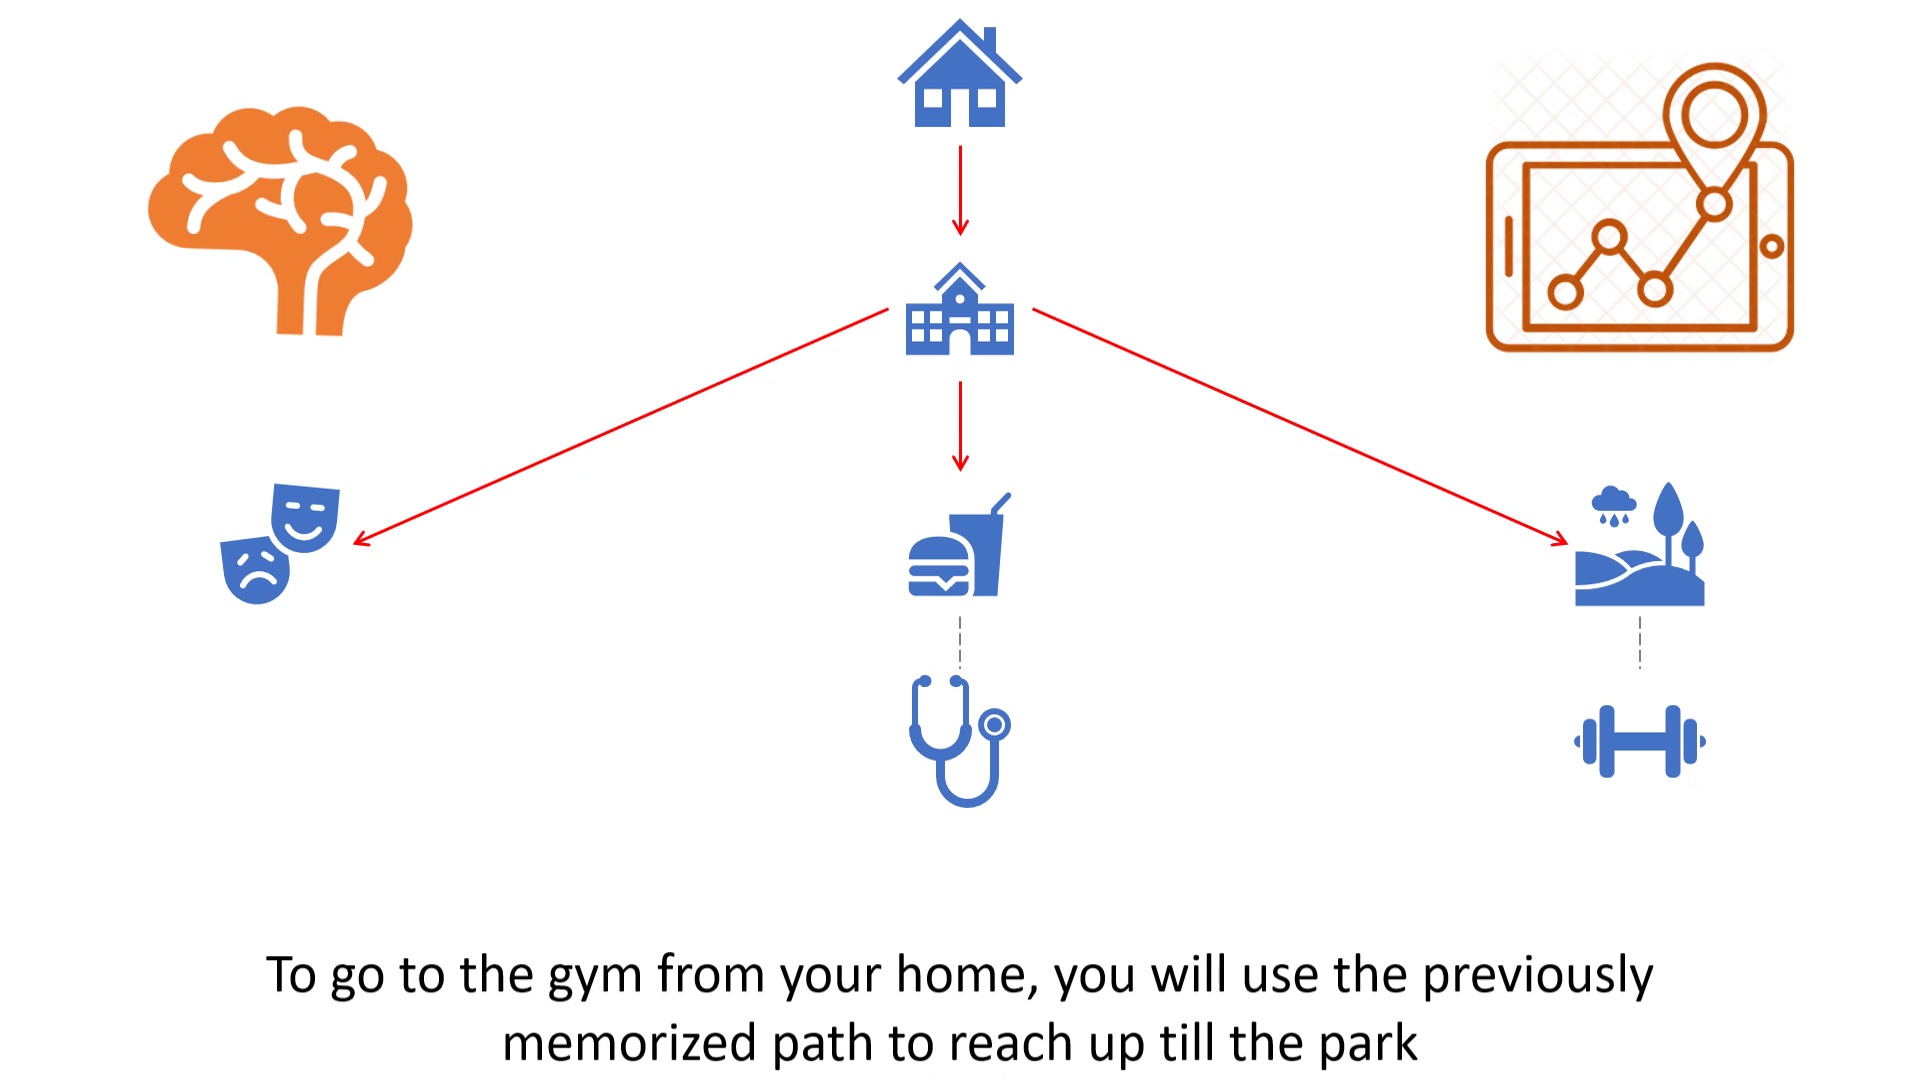 To go to the gym from your home, you will use the previously
memorized path to reach up till the park